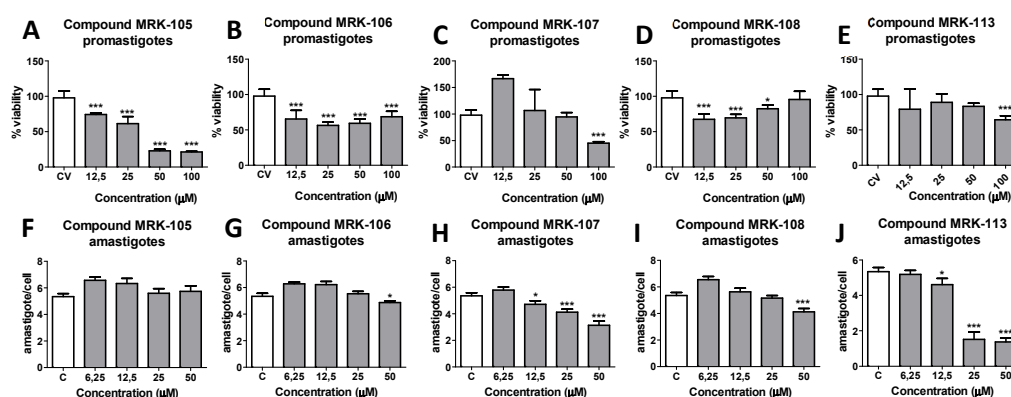 A
Compound MRK-105
promastigotes
% viability
150
100
50
0
***
***
***
***
CV
12,5
25
50
100
Concentration (μM)
B
Compound MRK-106
promastigotes
% viability
150
100
50
0
***
***
***
***
CV
12,5
25
50
100
Concentration (μM)
C
Compound MRK-107
promastigotes
% viability
200
150
100
50
0
***
CV
12,5
25
50
100
Concentration (μM)
D
Compound MRK-108
promastigotes
% viability
150
100
50
0
***
***
*
CV
12,5
25
50
100
Concentration (μM)
E
Compound MRK-113
promastigotes
% viability
150
100
50
0
***
CV
12,5
25
50
100
Concentration (μM)
F
Compound MRK-105
amastigotes
amastigote/cell
8
6
4
2
0
C
6,25
12,5
25
50
Concentration (μM)
G
Compound MRK-106
amastigotes
amastigote/cell
8
6
4
2
0
*
C
6,25
12,5
25
50
Concentration (μM)
H
Compound MRK-107
amastigotes
amastigote/cell
8
6
4
2
0
*
***
***
C
6,25
12,5
25
50
Concentration (μM)
I
Compound MRK-108
amastigotes
amastigote/cell
8
6
4
2
0
***
C
6,25
12,5
25
50
Concentration (μM)
J
Compound MRK-113
amastigotes
amastigote/cell
6
4
2
0
*
***
***
C
6,25
12,5
25
50
Concentration (μM)